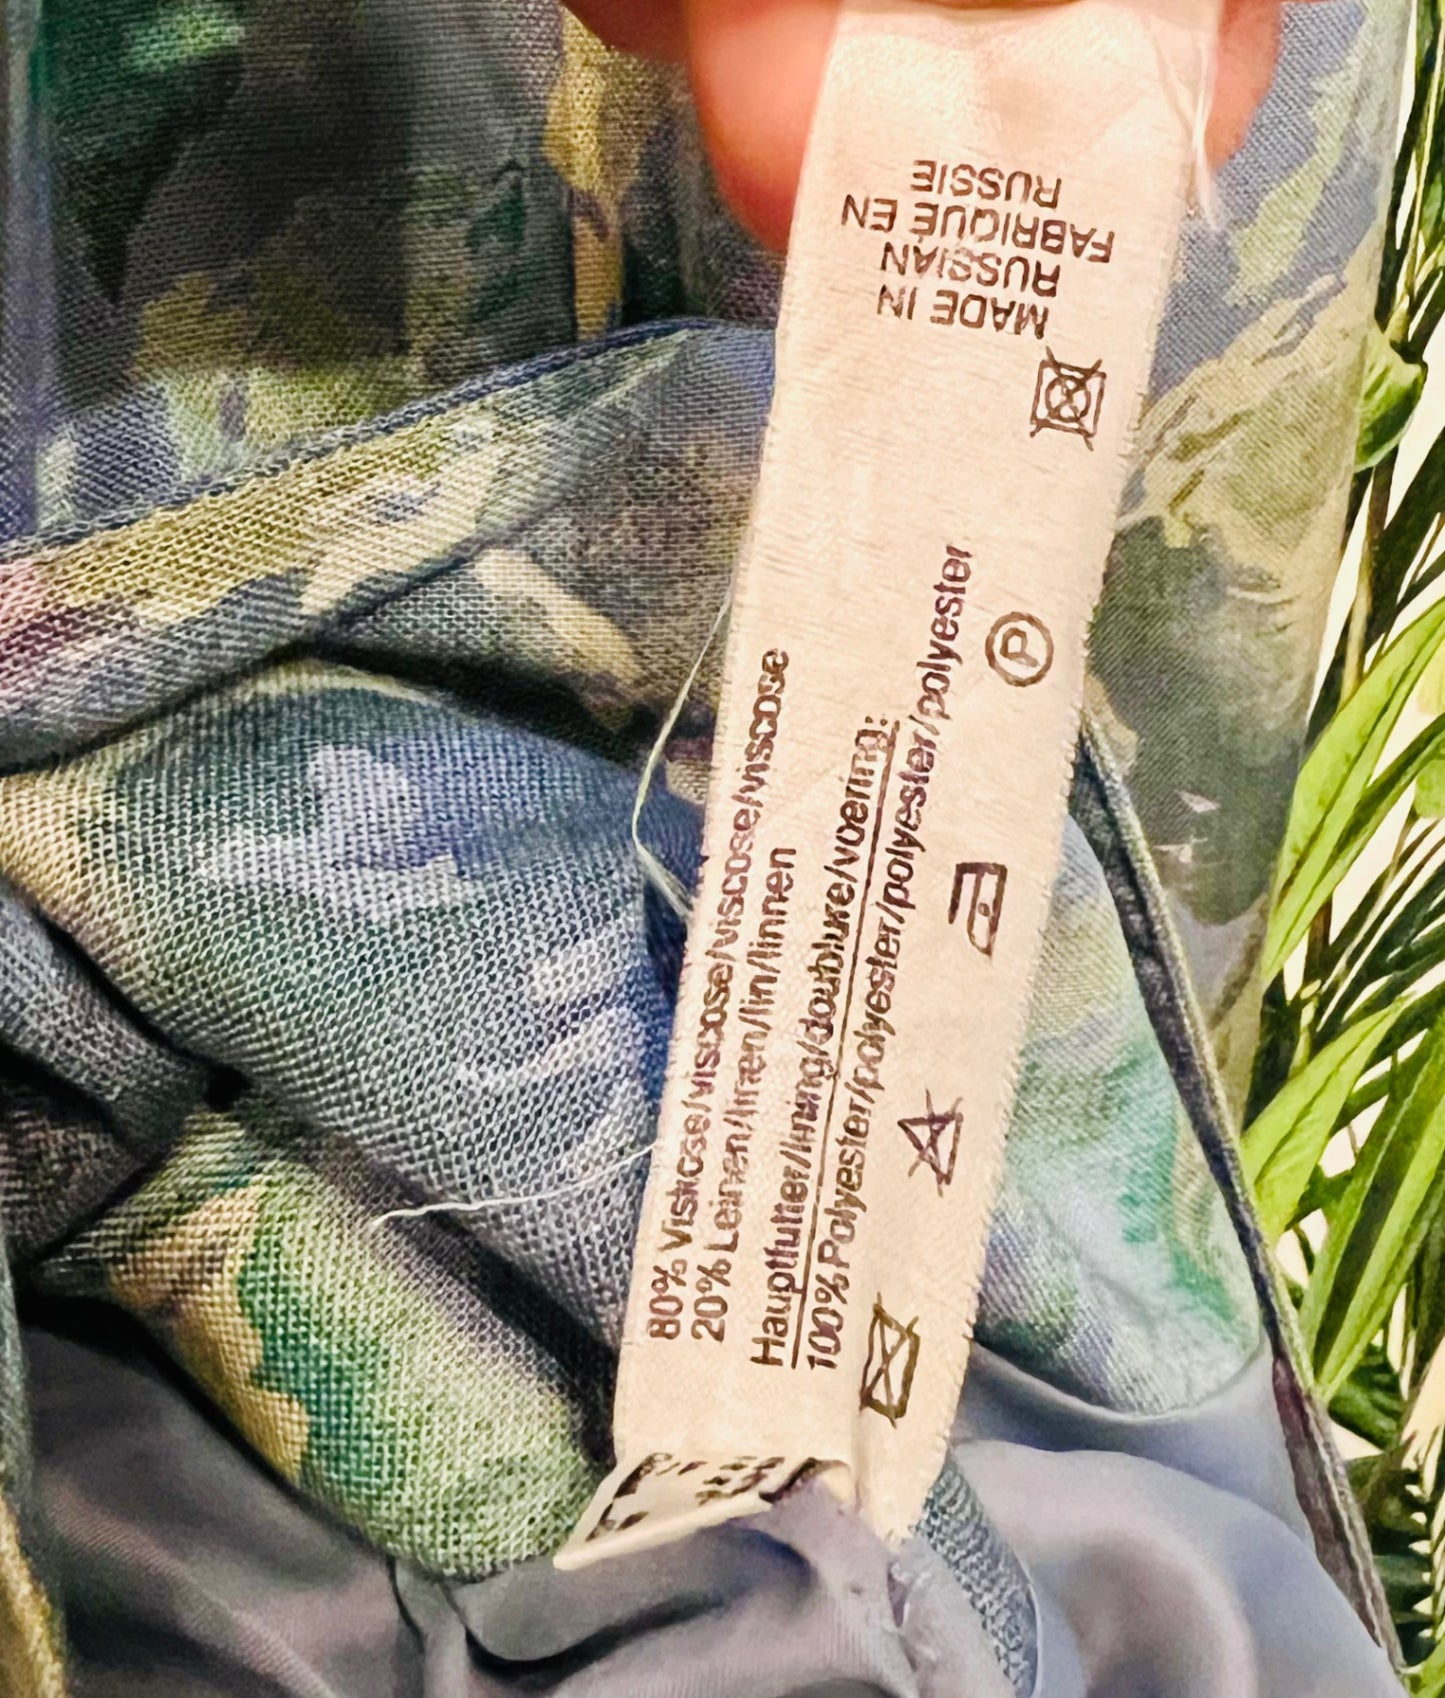 80% Viskose/viscose/viscose/viscose
20% Leinen/linen/lin/linnen
Hauptfutter/lining/doublure/voering:
100% Polyester/polyester/polyester/polyester
P
MADE IN
RUSSIAN
FABRIQUÉ EN
RUSSIE